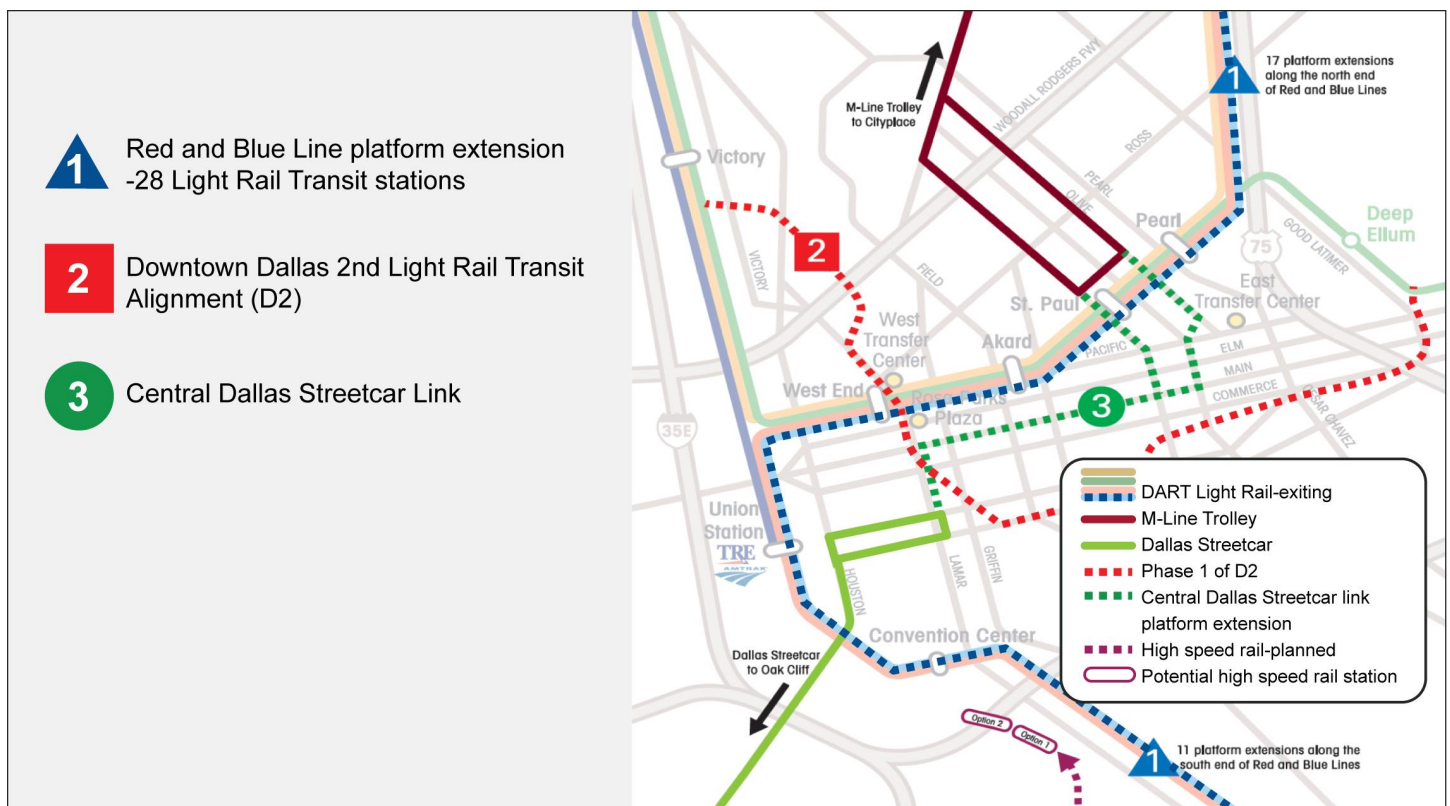 1
Red and Blue Line platform extension
-28 Light Rail Transit stations
2
Downtown Dallas 2nd Light Rail Transit
Alignment (D2)
3
Central Dallas Streetcar Link
1
17 platform extensions
along the north end
of Red and Blue Lines
M-Line Trolley
to Cityplace
WOODALL RODGERS FWY
Victory
ROSS
PEARL
OLIVE
Pearl
Deep
Ellum
2
VICTORY
FIELD
75
GOOD LATIMER
East
Transfer Center
St. Paul
West
Transfer
Center
Akard
PACIFIC
ELM
MAIN
COMMERCE
West End
Rosa Parks
Plaza
3
CESAR CHAVEZ
35E
Union
Station
TRE
AMTRAK
HOUSTON
LAMAR
GRIFFIN
Convention Center
Dallas Streetcar
to Oak Cliff
DART Light Rail-exiting
M-Line Trolley
Dallas Streetcar
Phase 1 of D2
Central Dallas Streetcar link
platform extension
High speed rail-planned
Potential high speed rail station
Option 2
Option 1
1
11 platform extensions along the
south end of Red and Blue Lines